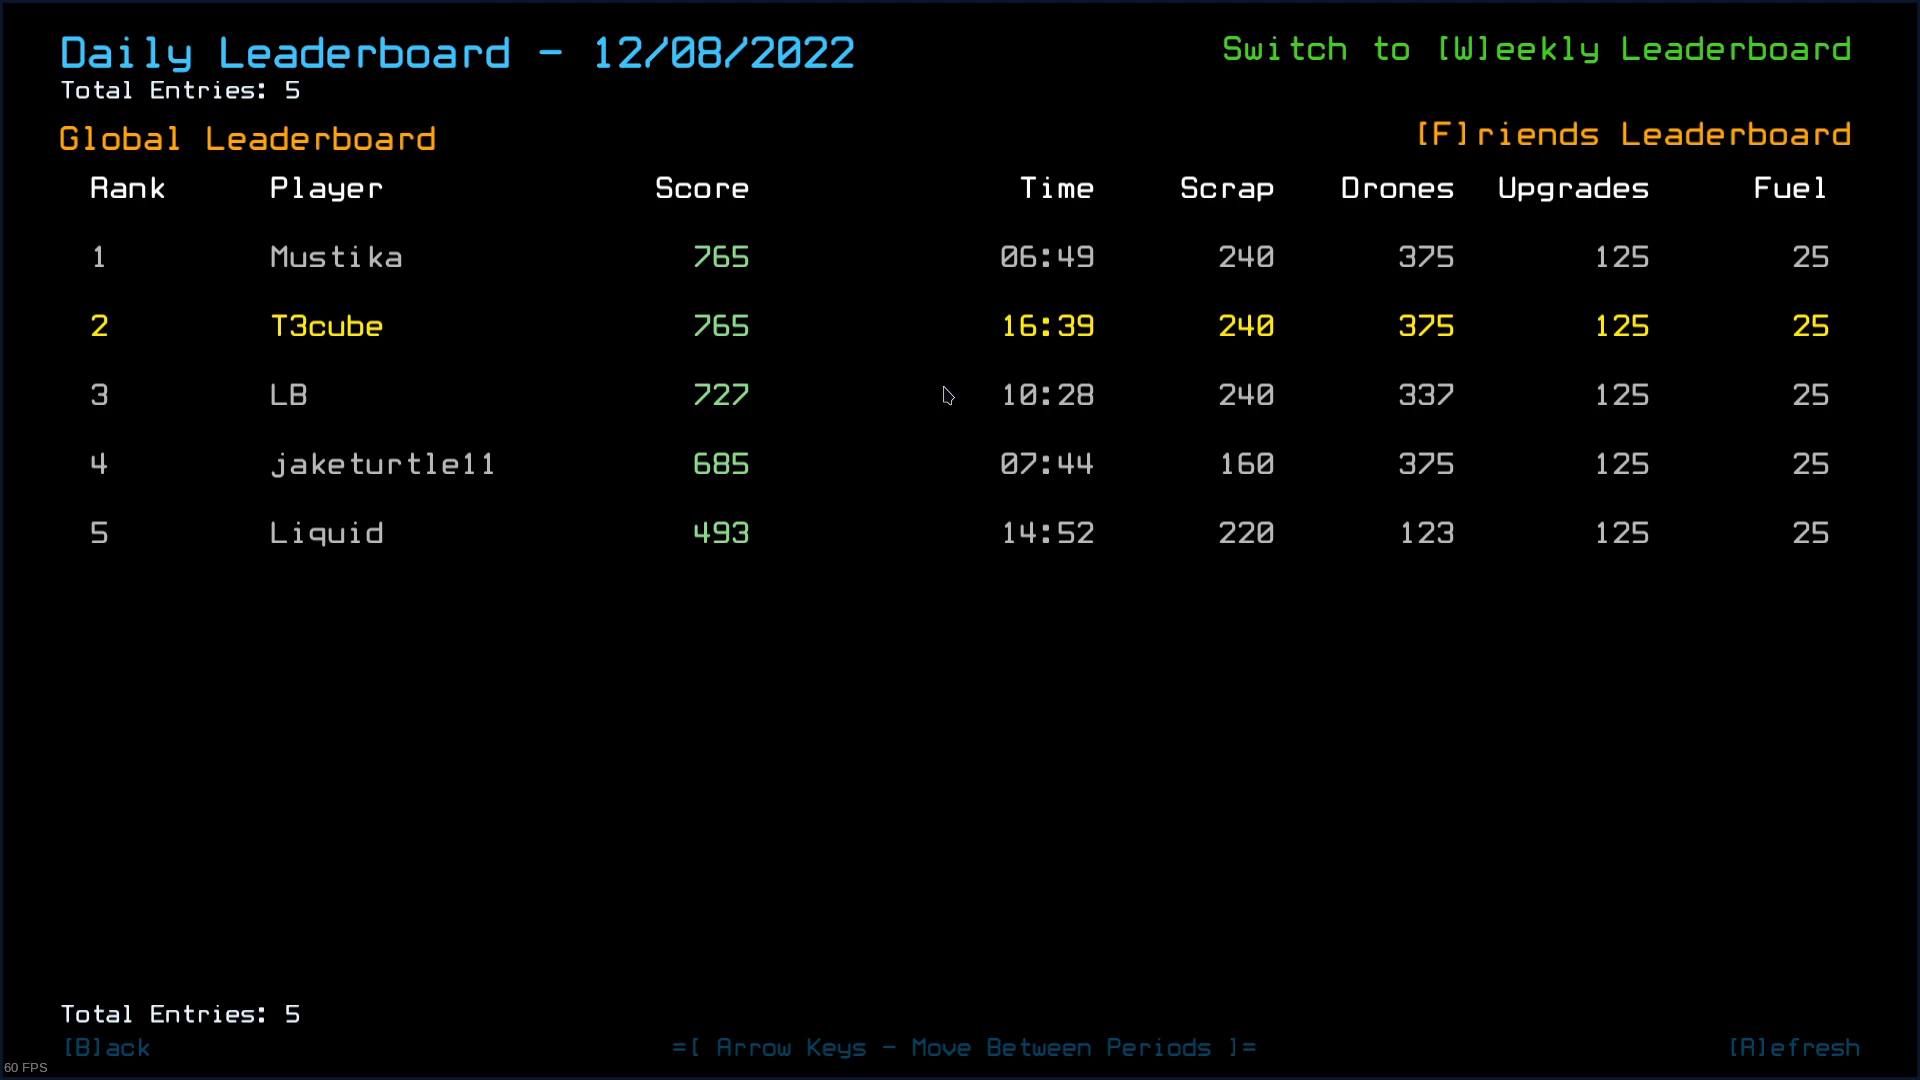 Daily Leaderboard - 12/08/2022 Switch to [W]eekly Leaderboard
Total Entries: 5
Global Leaderboard [F]riends Leaderboard
Rank Player Score Time Scrap Drones Upgrades Fuel
1 Mustika 765 06:49 240 375 125 25
2 T3cube 765 16:39 240 375 125 25
3 LB 727 10:28 240 337 125 25
4 jaketurtle11 685 07:44 160 375 125 25
5 Liquid 493 14:52 220 123 125 25
Total Entries: 5
[B]ack =[ Arrow Keys - Move Between Periods ]= [R]efresh
60 FPS